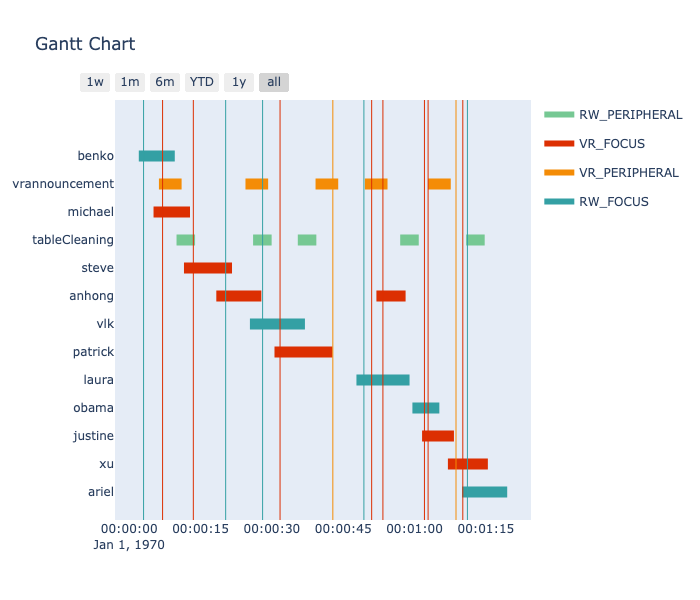 Gantt Chart
1w 1m 6m YTD 1y all
RW_PERIPHERAL
VR_FOCUS
VR_PERIPHERAL
RW_FOCUS
benko
vrannouncement
michael
tableCleaning
steve
anhong
vlk
patrick
laura
obama
justine
xu
ariel
00:00:00 00:00:15 00:00:30 00:00:45 00:01:00 00:01:15
Jan 1, 1970